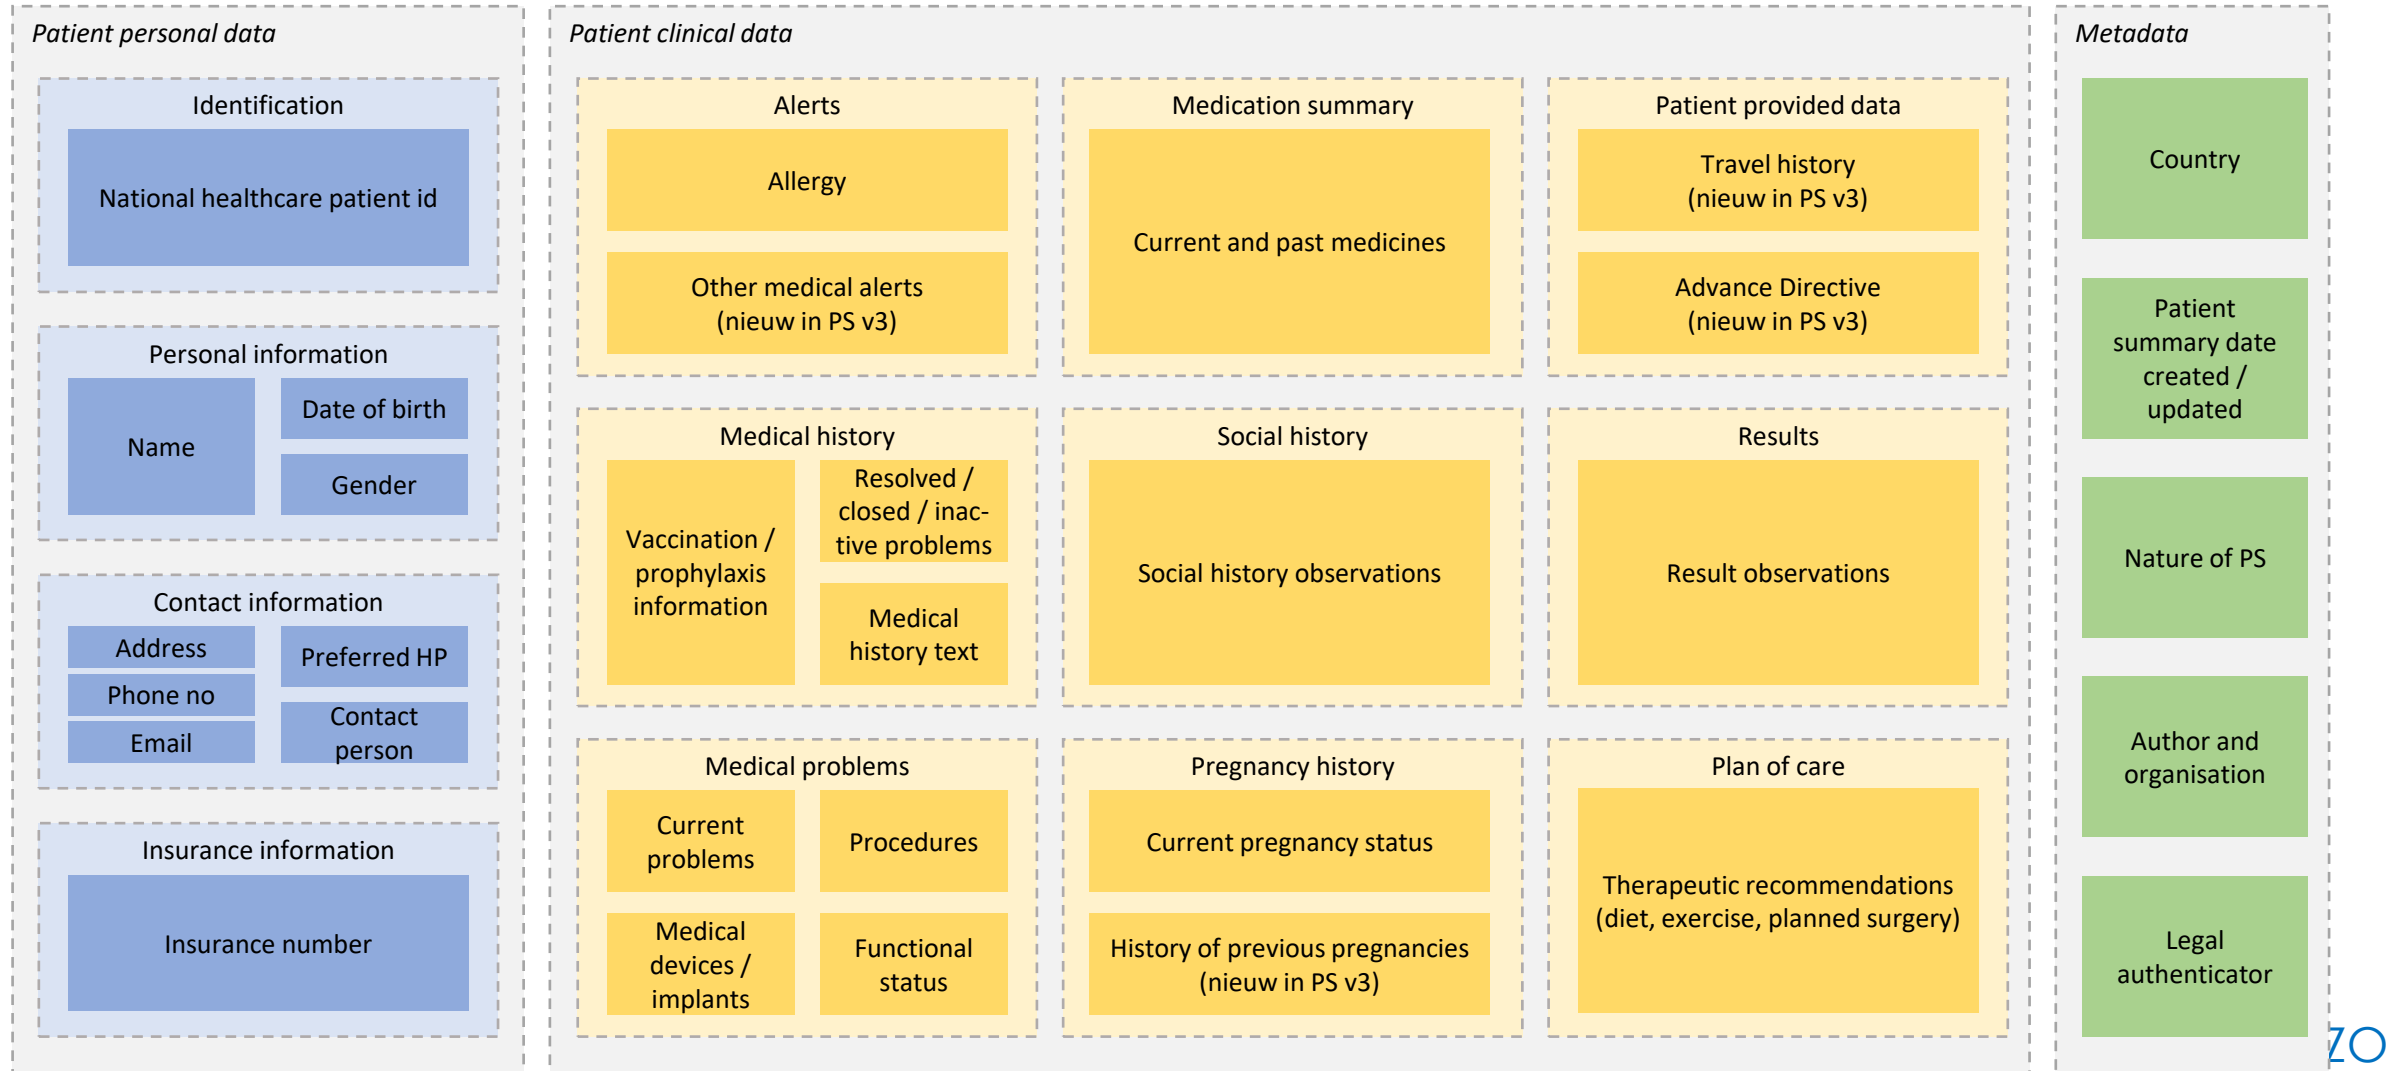 Patient personal data
Identification
National healthcare patient id
Personal information
Name
Date of birth
Gender
Contact information
Address
Phone no
Email
Preferred HP
Contact
person
Insurance information
Insurance number
Patient clinical data
Alerts
Allergy
Other medical alerts
(nieuw in PS v3)
Medication summary
Current and past medicines
Patient provided data
Travel history
(nieuw in PS v3)
Advance Directive
(nieuw in PS v3)
Medical history
Vaccination /
prophylaxis
information
Resolved /
closed / inac-
tive problems
Medical
history text
Social history
Social history observations
Results
Result observations
Medical problems
Current
problems
Procedures
Medical
devices /
implants
Functional
status
Pregnancy history
Current pregnancy status
History of previous pregnancies
(nieuw in PS v3)
Plan of care
Therapeutic recommendations
(diet, exercise, planned surgery)
Metadata
Country
Patient
summary date
created /
updated
Nature of PS
Author and
organisation
Legal
authenticator